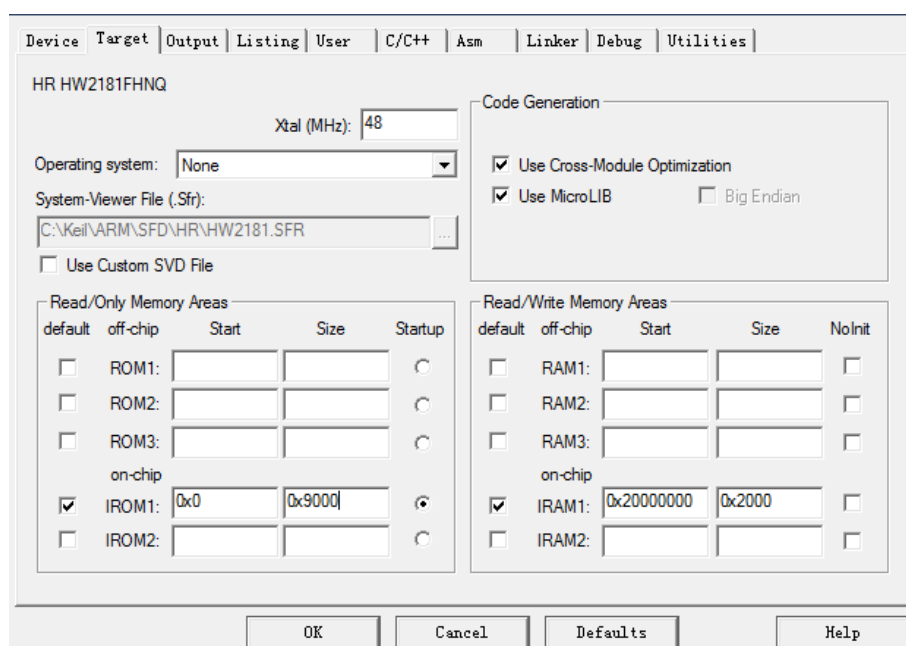 Device Target Output Listing User C/C++ Asm Linker Debug Utilities
HR HW2181FHNQ
Xtal (MHz): 48
Operating system: None
System-Viewer File (.Sfr):
C:\Keil\ARM\SFD\HR\HW2181.SFR ...
Use Custom SVD File
Code Generation
Use Cross-Module Optimization
Use MicroLIB Big Endian
Read/Only Memory Areas
default off-chip Start Size Startup
ROM1:
ROM2:
ROM3:
on-chip
IROM1: 0x0 0x9000
IROM2:
Read/Write Memory Areas
default off-chip Start Size NoInit
RAM1:
RAM2:
RAM3:
on-chip
IRAM1: 0x20000000 0x2000
IRAM2:
OK Cancel Defaults Help